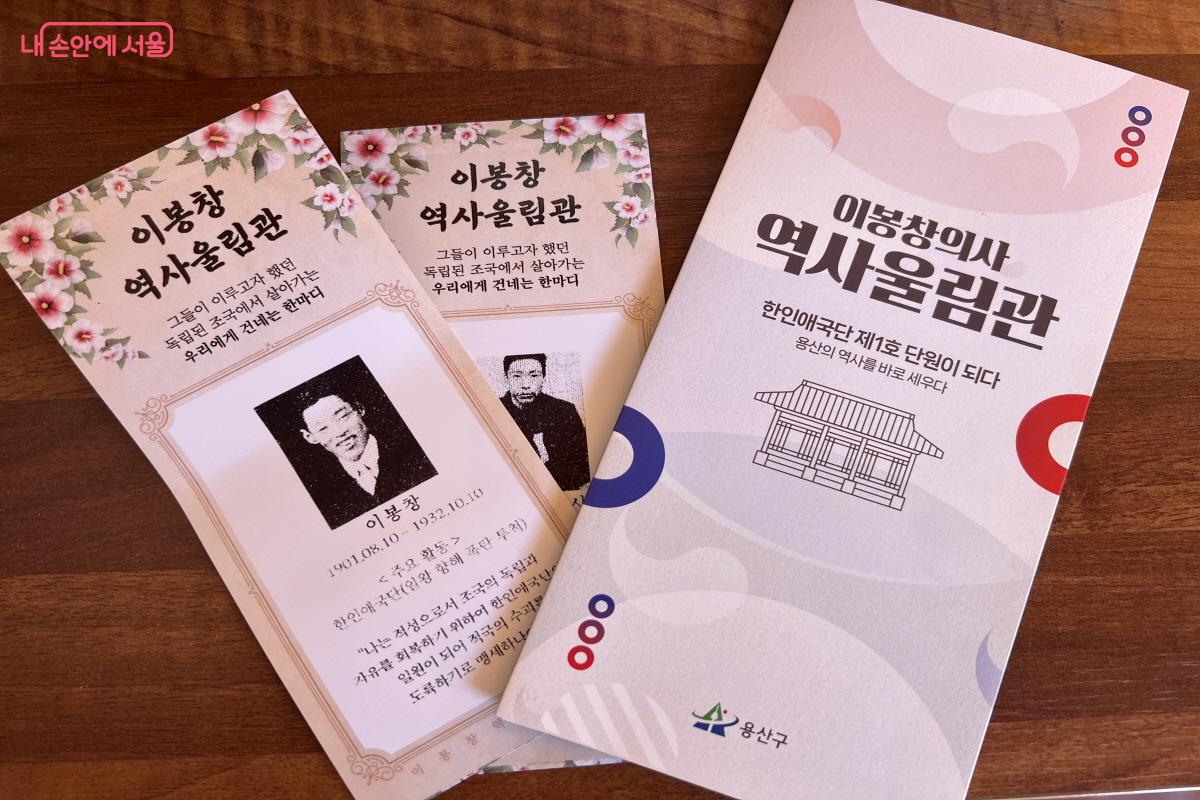 내 손안에 서울
이봉창
역사울림관
그들이 이루고자 했던
독립된 조국에서 살아가는
우리에게 건네는 한마디
이봉창
1901.08.10 - 1932.10.10
< 주요 활동 >
한인애국단(일왕 향해 폭탄 투척)
"나는 적성으로서 조국의 독립과
자유를 회복하기 위하여 한인애국단의
일원이 되어 적국의 수괴를
도륙하기로 맹세하나이
이 봉 창 역
이봉창
역사울림관
그들이 이루고자 했던
독립된 조국에서 살아가는
우리에게 건네는 한마디
이봉창의사
역사울림관
한인애국단 제1호 단원이 되다
용산의 역사를 바로 세우다
용산구